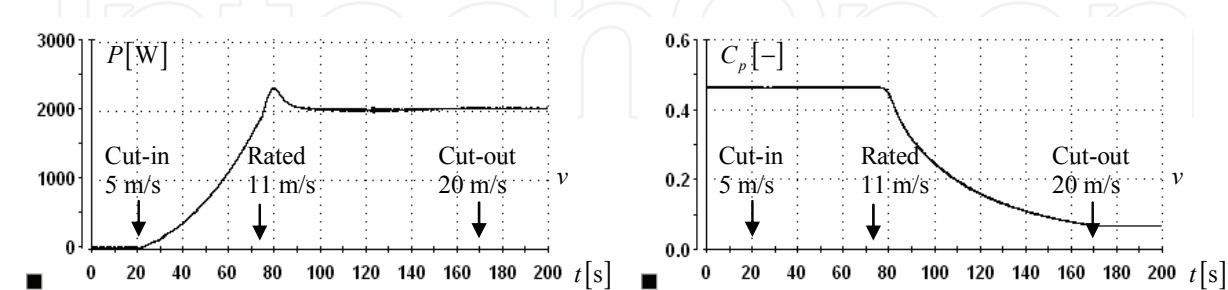 3000
P[W]
2000
1000
0
Cut-in
5 m/s
Rated
11 m/s
Cut-out
20 m/s
v
0 20 40 60 80 100 120 140 160 180 200 t[s]
0.6
C_p[−]
0.4
0.2
0.0
Cut-in
5 m/s
Rated
11 m/s
Cut-out
20 m/s
v
0 20 40 60 80 100 120 140 160 180 200 t[s]